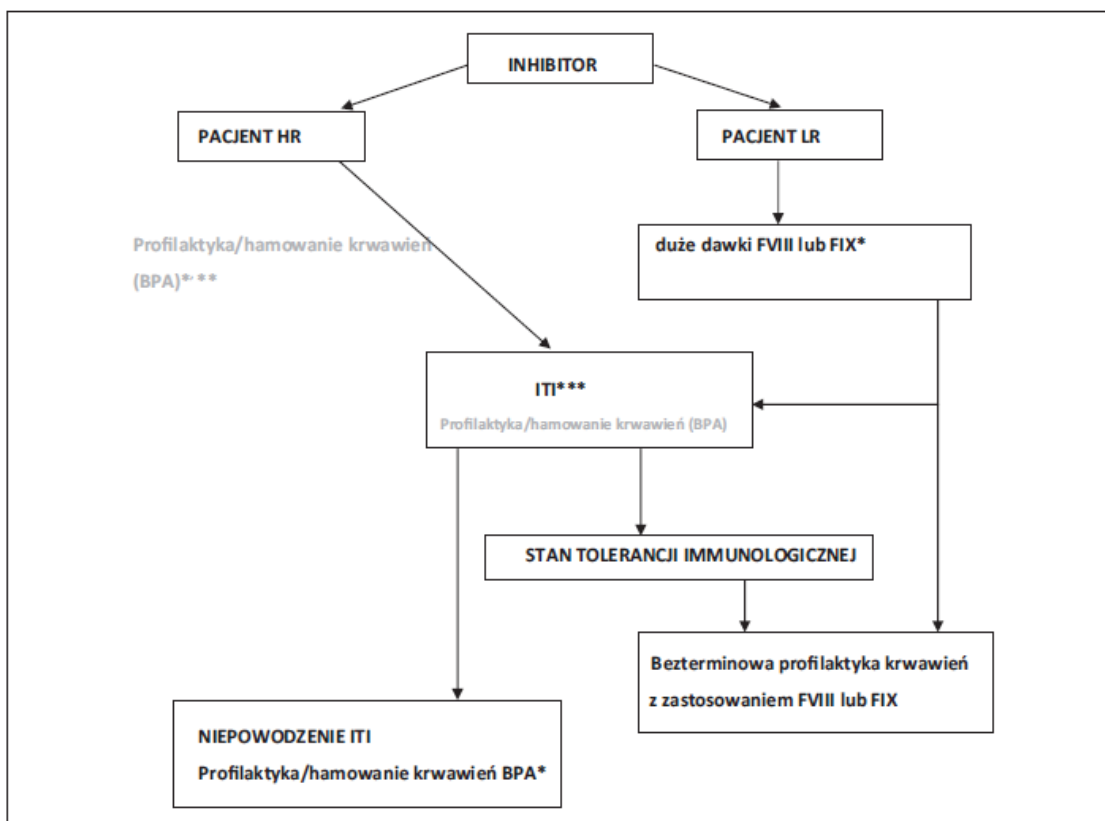 INHIBITOR
PACJENT HR
PACJENT LR
Profilaktyka/hamowanie krwawień
(BPA)*, **
duże dawki FVIII lub FIX*
ITI***
Profilaktyka/hamowanie krwawień (BPA)
STAN TOLERANCJI IMMUNOLOGICZNEJ
Bezterminowa profilaktyka krwawień
z zastosowaniem FVIII lub FIX
NIEPOWODZENIE ITI
Profilaktyka/hamowanie krwawień BPA*